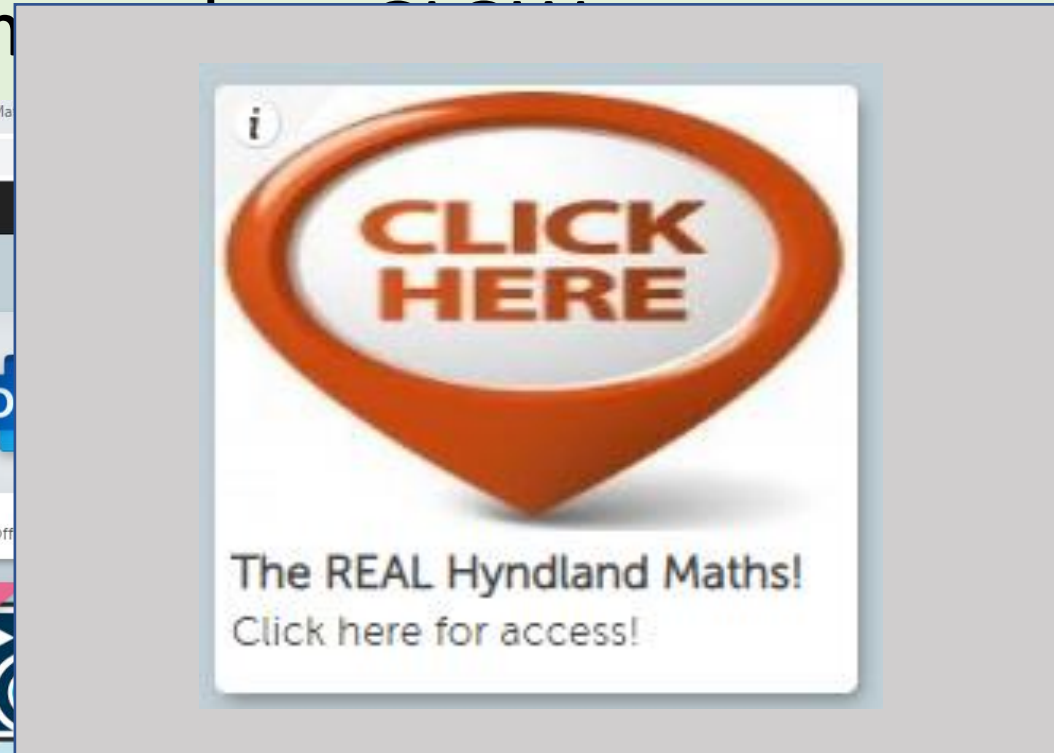 i
CLICK
HERE
The REAL Hyndland Maths!
Click here for access!